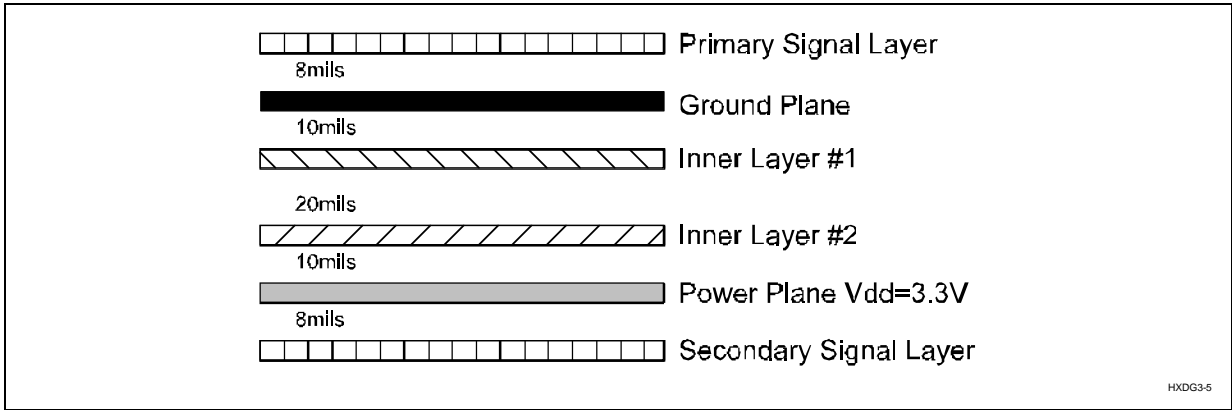 Primary Signal Layer
8mils
Ground Plane
10mils
Inner Layer #1
20mils
Inner Layer #2
10mils
Power Plane Vdd=3.3V
8mils
Secondary Signal Layer
HXDG3-5